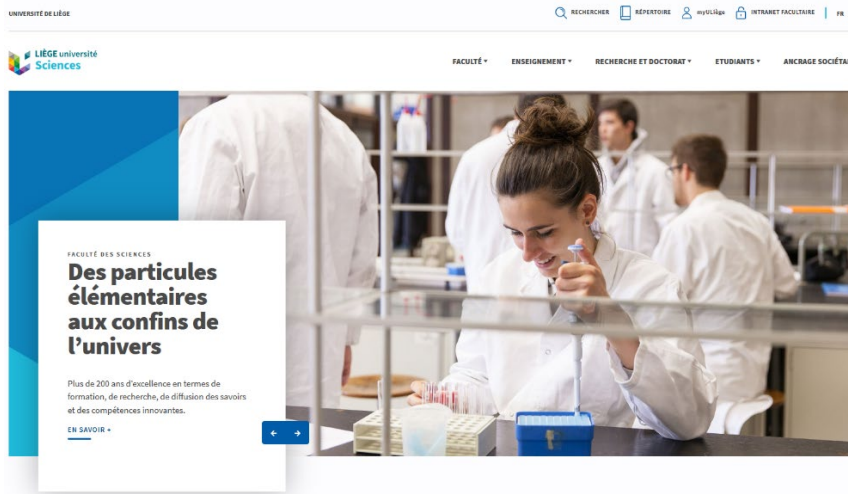 UNIVERSITÉ DE LIÈGE
RECHERCHER RÉPERTOIRE myULiège INTRANET FACULTAIRE FR
LIÈGE université
Sciences
FACULTÉ ENSEIGNEMENT RECHERCHE ET DOCTORAT ETUDIANTS ANCRAGE SOCIÉTA
FACULTÉ DES SCIENCES
Des particules
élémentaires
aux confins de
l'univers
Plus de 200 ans d'excellence en termes de
formation, de recherche, de diffusion des savoirs
et des compétences innovantes.
EN SAVOIR +